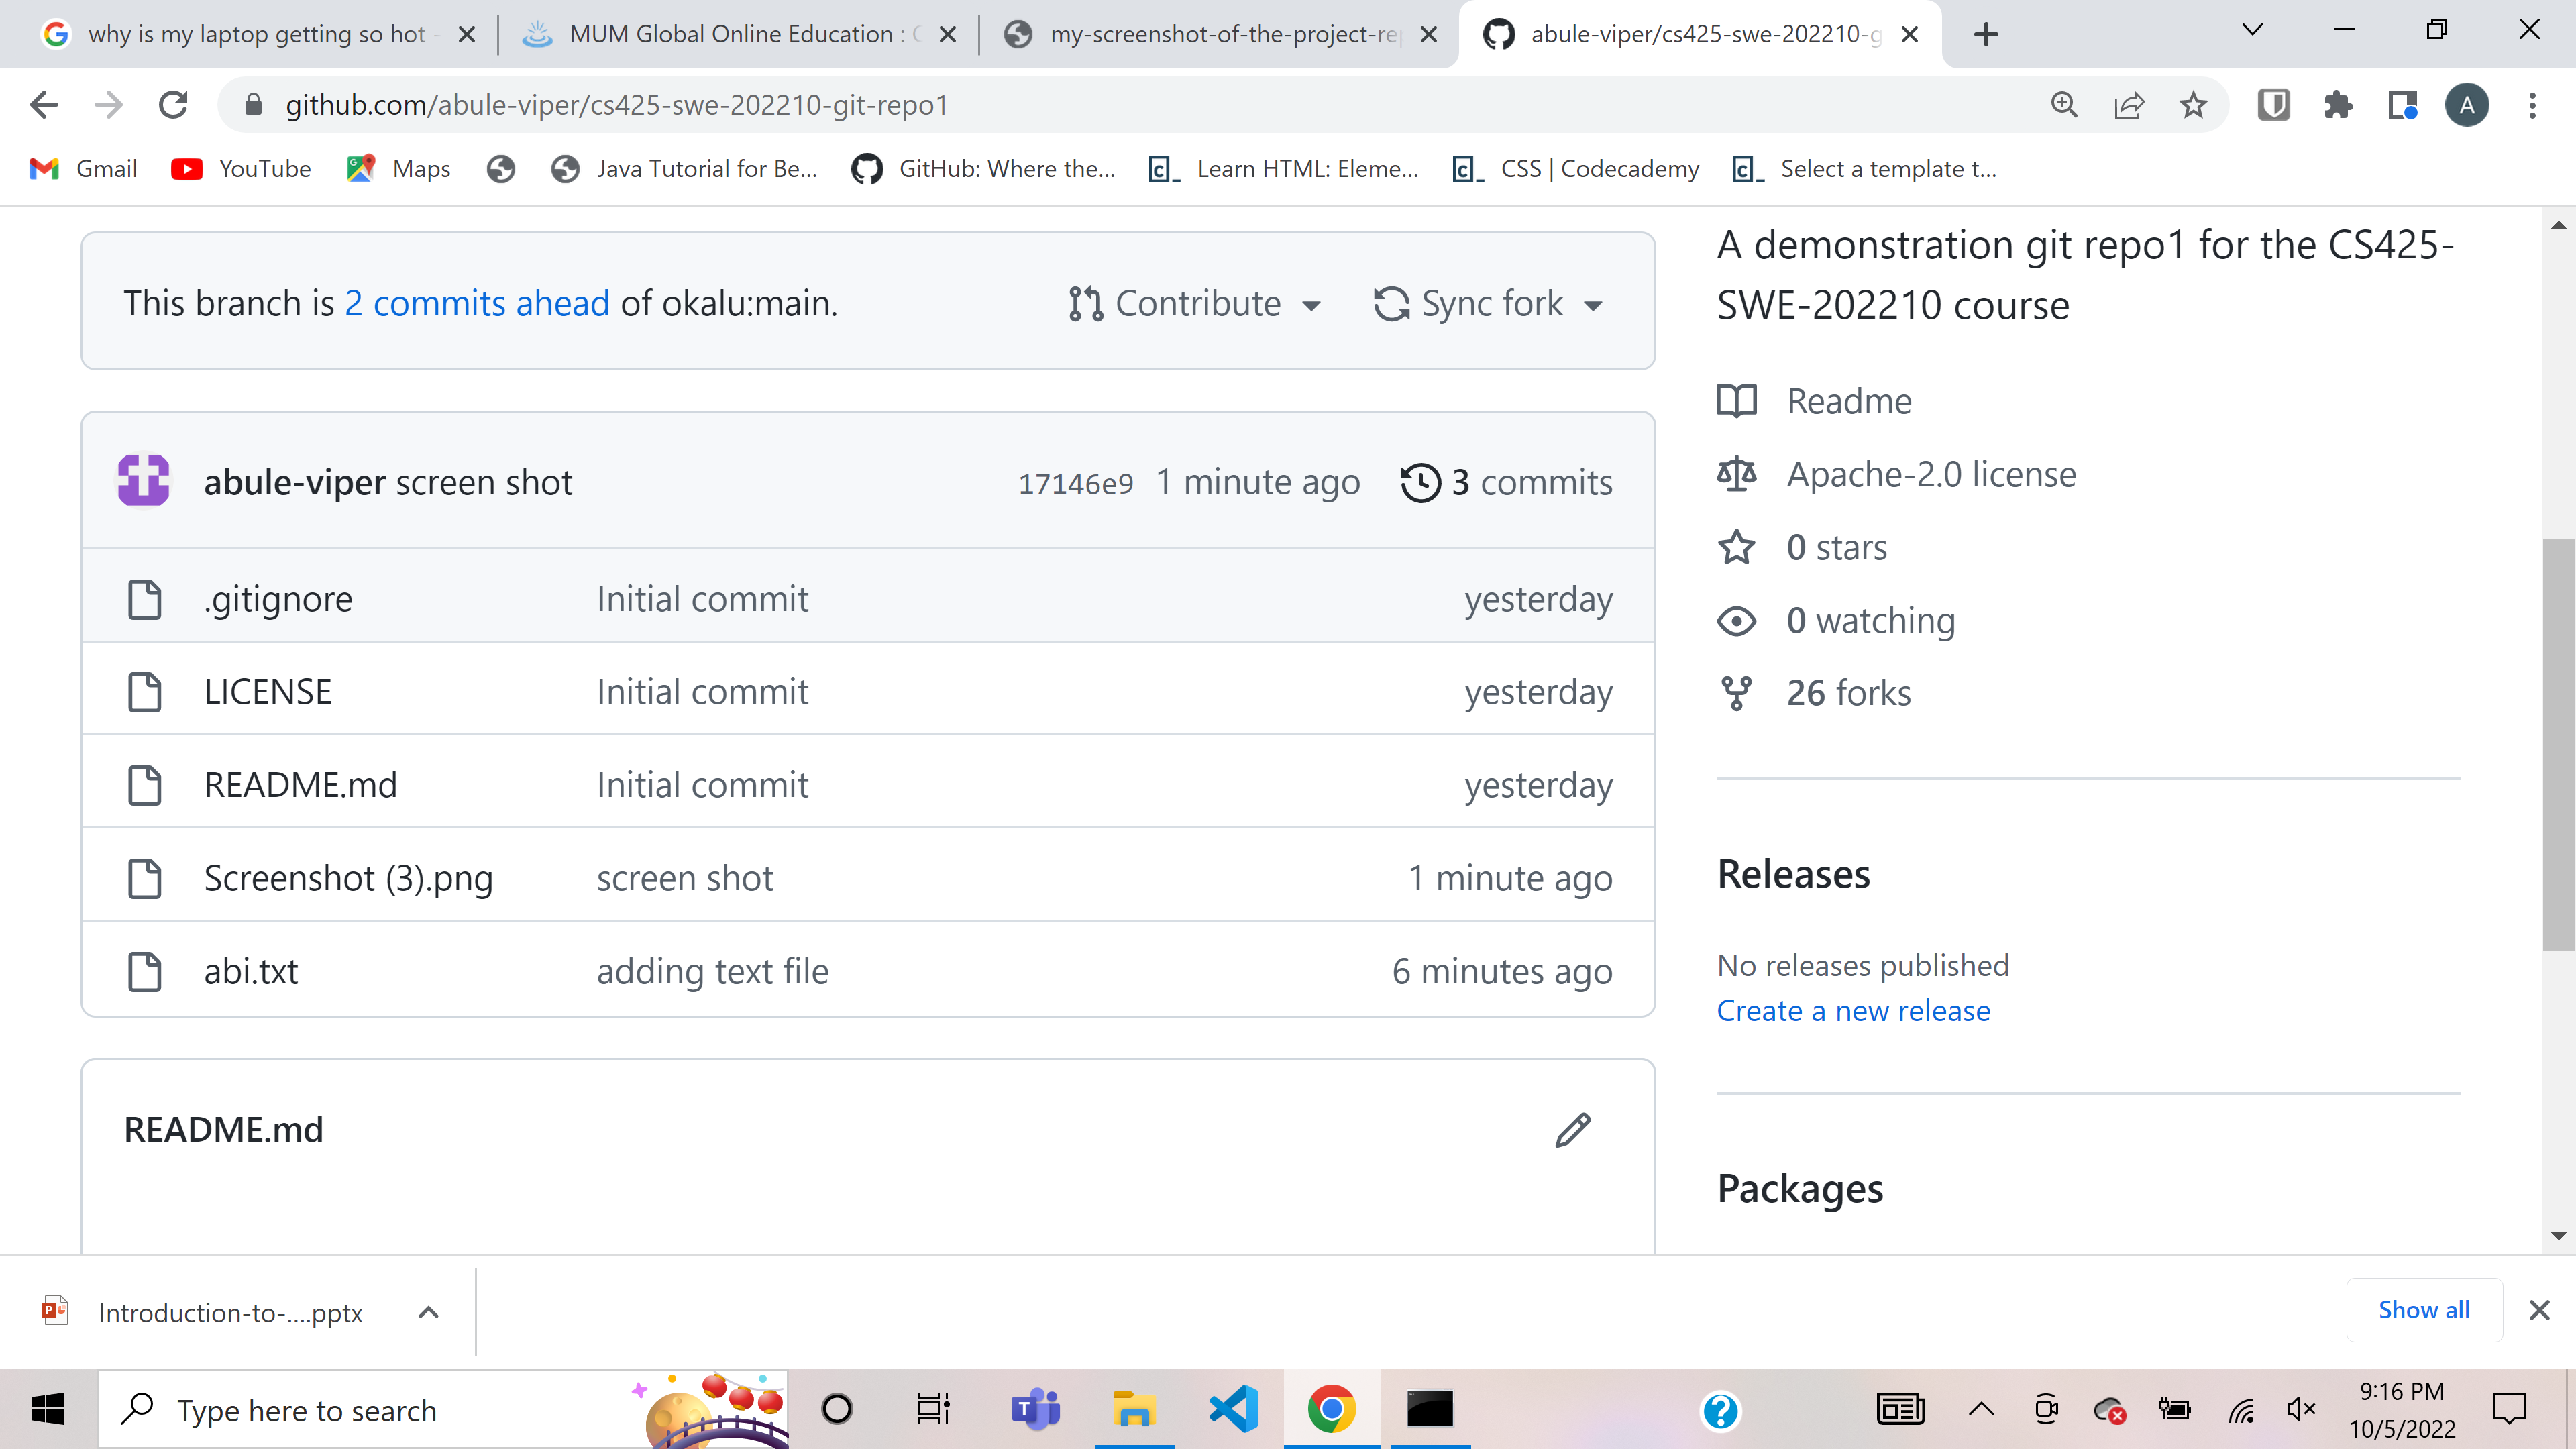 why is my laptop getting so hot -
MUM Global Online Education : C
my-screenshot-of-the-project-rep
abule-viper/cs425-swe-202210-g
github.com/abule-viper/cs425-swe-202210-git-repo1
A
Gmail
YouTube
Maps
Java Tutorial for Be...
GitHub: Where the...
Learn HTML: Eleme...
CSS | Codecademy
Select a template t...
This branch is 2 commits ahead of okalu:main.
Contribute
Sync fork
abule-viper screen shot
17146e9 1 minute ago 3 commits
.gitignore Initial commit yesterday
LICENSE Initial commit yesterday
README.md Initial commit yesterday
Screenshot (3).png screen shot 1 minute ago
abi.txt adding text file 6 minutes ago
README.md
A demonstration git repo1 for the CS425-
SWE-202210 course
Readme
Apache-2.0 license
0 stars
0 watching
26 forks
Releases
No releases published
Create a new release
Packages
Introduction-to-....pptx
Show all
Type here to search
9:16 PM
10/5/2022